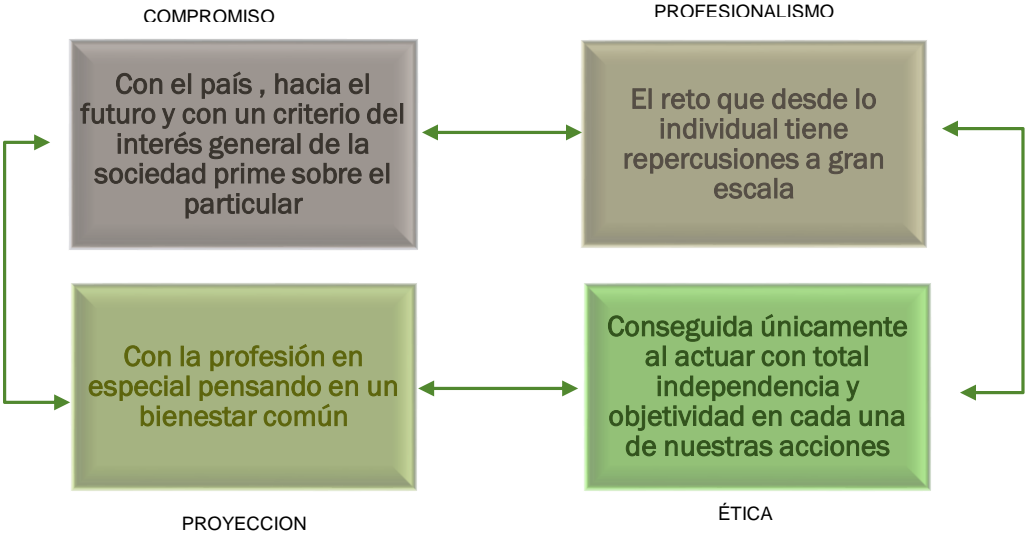 COMPROMISO
Con el país , hacia el
futuro y con un criterio del
interés general de la
sociedad prime sobre el
particular
PROFESIONALISMO
El reto que desde lo
individual tiene
repercusiones a gran
escala
Con la profesión en
especial pensando en un
bienestar común
PROYECCION
Conseguida únicamente
al actuar con total
independencia y
objetividad en cada una
de nuestras acciones
ÉTICA